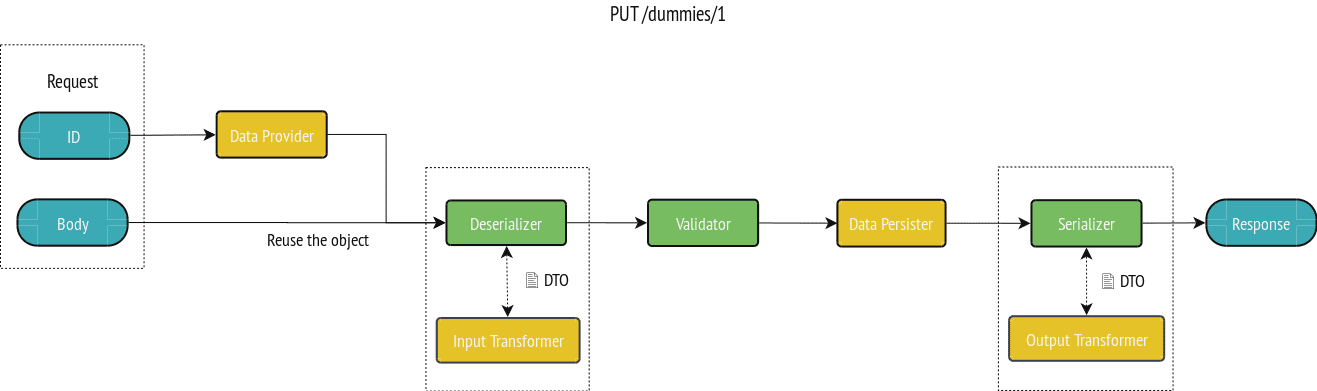 PUT /dummies/1
Request
ID
Data Provider
Body
Reuse the object
Deserializer
Validator
Data Persister
Serializer
Response
DTO
DTO
Input Transformer
Output Transformer